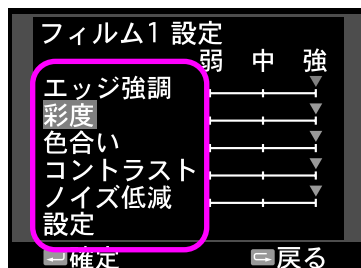 フィルム1 設定
弱 中 強
エッジ強調
彩度
色合い
コントラスト
ノイズ低減
設定
確定 戻る